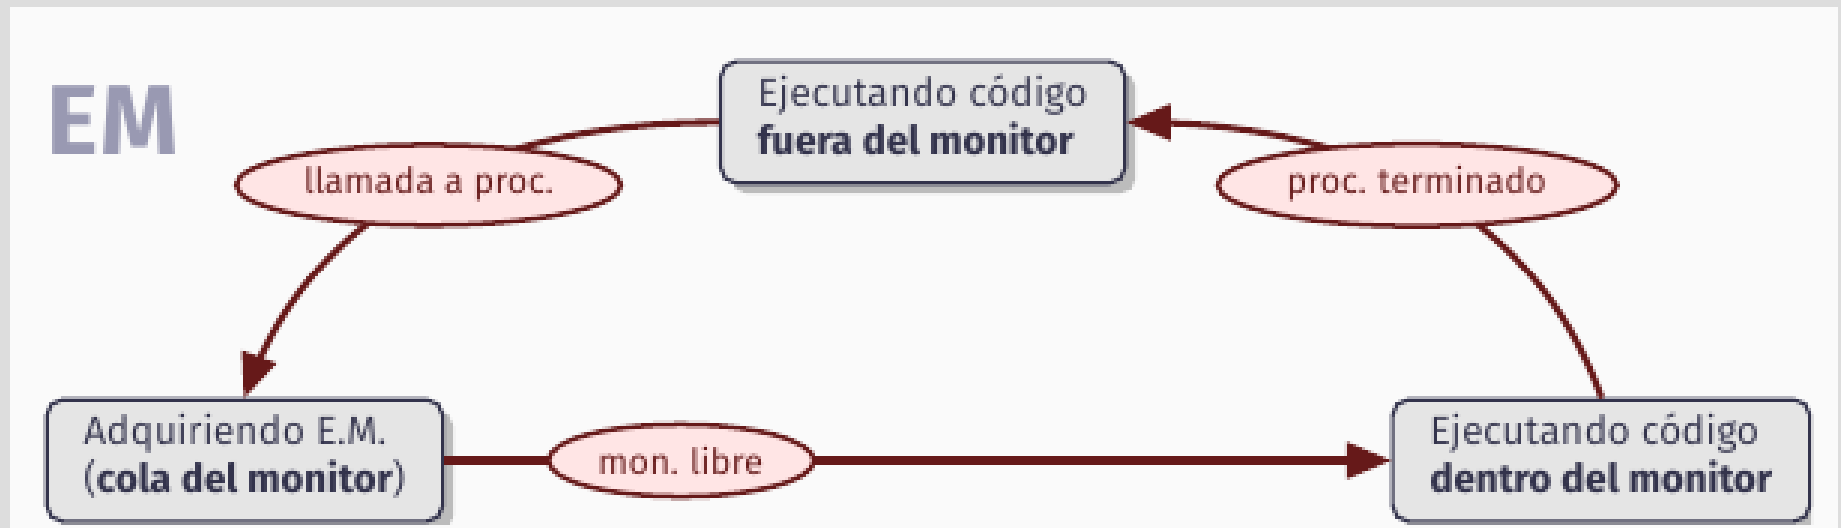 EM
Ejecutando código
fuera del monitor
llamada a proc.
proc. terminado
Adquiriendo E.M.
(cola del monitor)
mon. libre
Ejecutando código
dentro del monitor